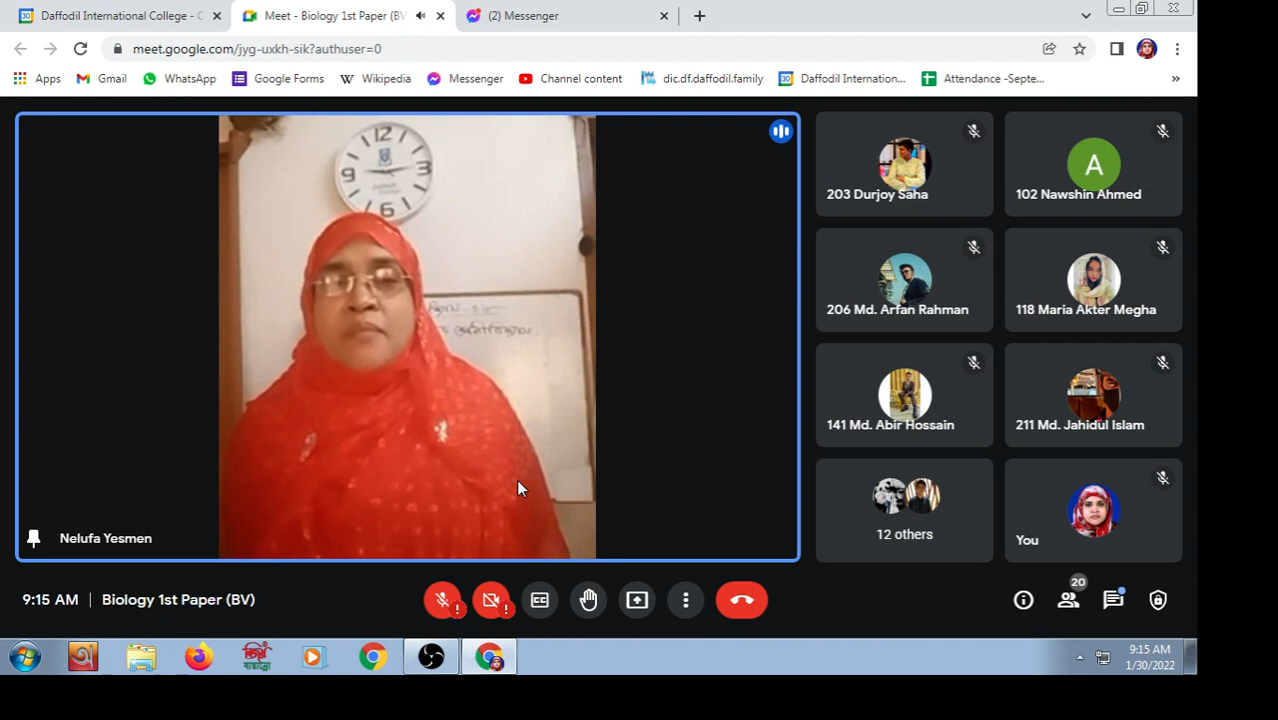 Daffodil International College - C
Meet - Biology 1st Paper (BV
(2) Messenger
meet.google.com/jyg-uxkh-sik?authuser=0
Apps
Gmail
WhatsApp
Google Forms
Wikipedia
Messenger
Channel content
dic.df.daffodil.family
Daffodil Internation...
Attendance -Septe...
12
9
3
6
203 Durjoy Saha
A
102 Nawshin Ahmed
206 Md. Arfan Rahman
118 Maria Akter Megha
141 Md. Abir Hossain
211 Md. Jahidul Islam
12 others
You
Nelufa Yesmen
9:15 AM | Biology 1st Paper (BV)
20
9:15 AM
1/30/2022